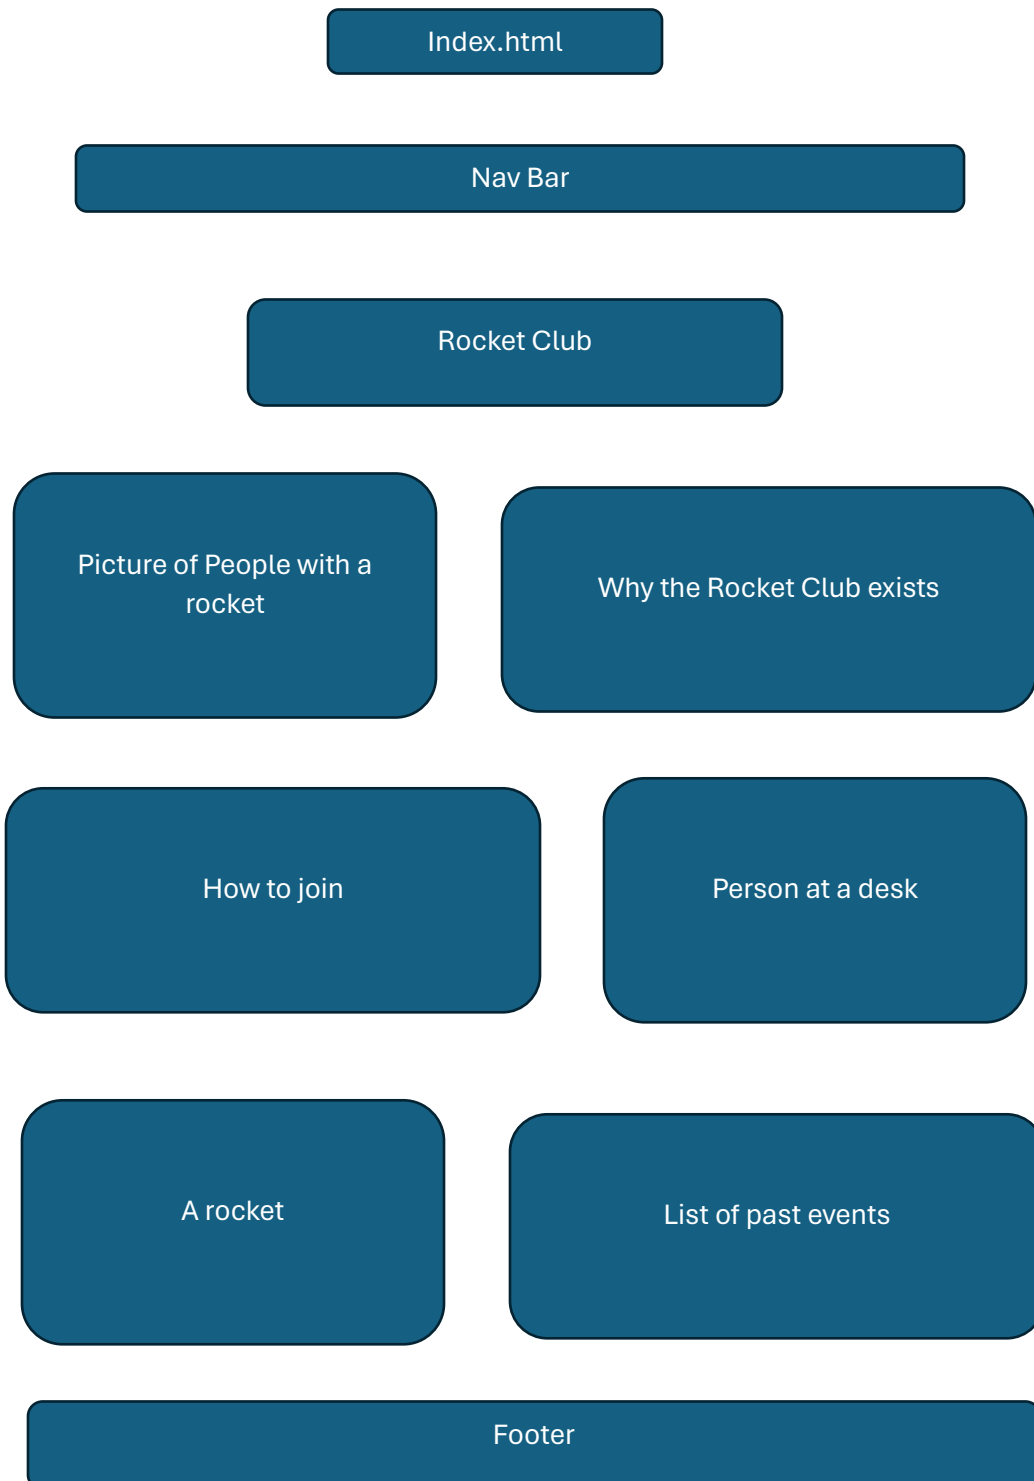 Index.html
Nav Bar
Rocket Club
Picture of People with a
rocket
Why the Rocket Club exists
How to join
Person at a desk
A rocket
List of past events
Footer